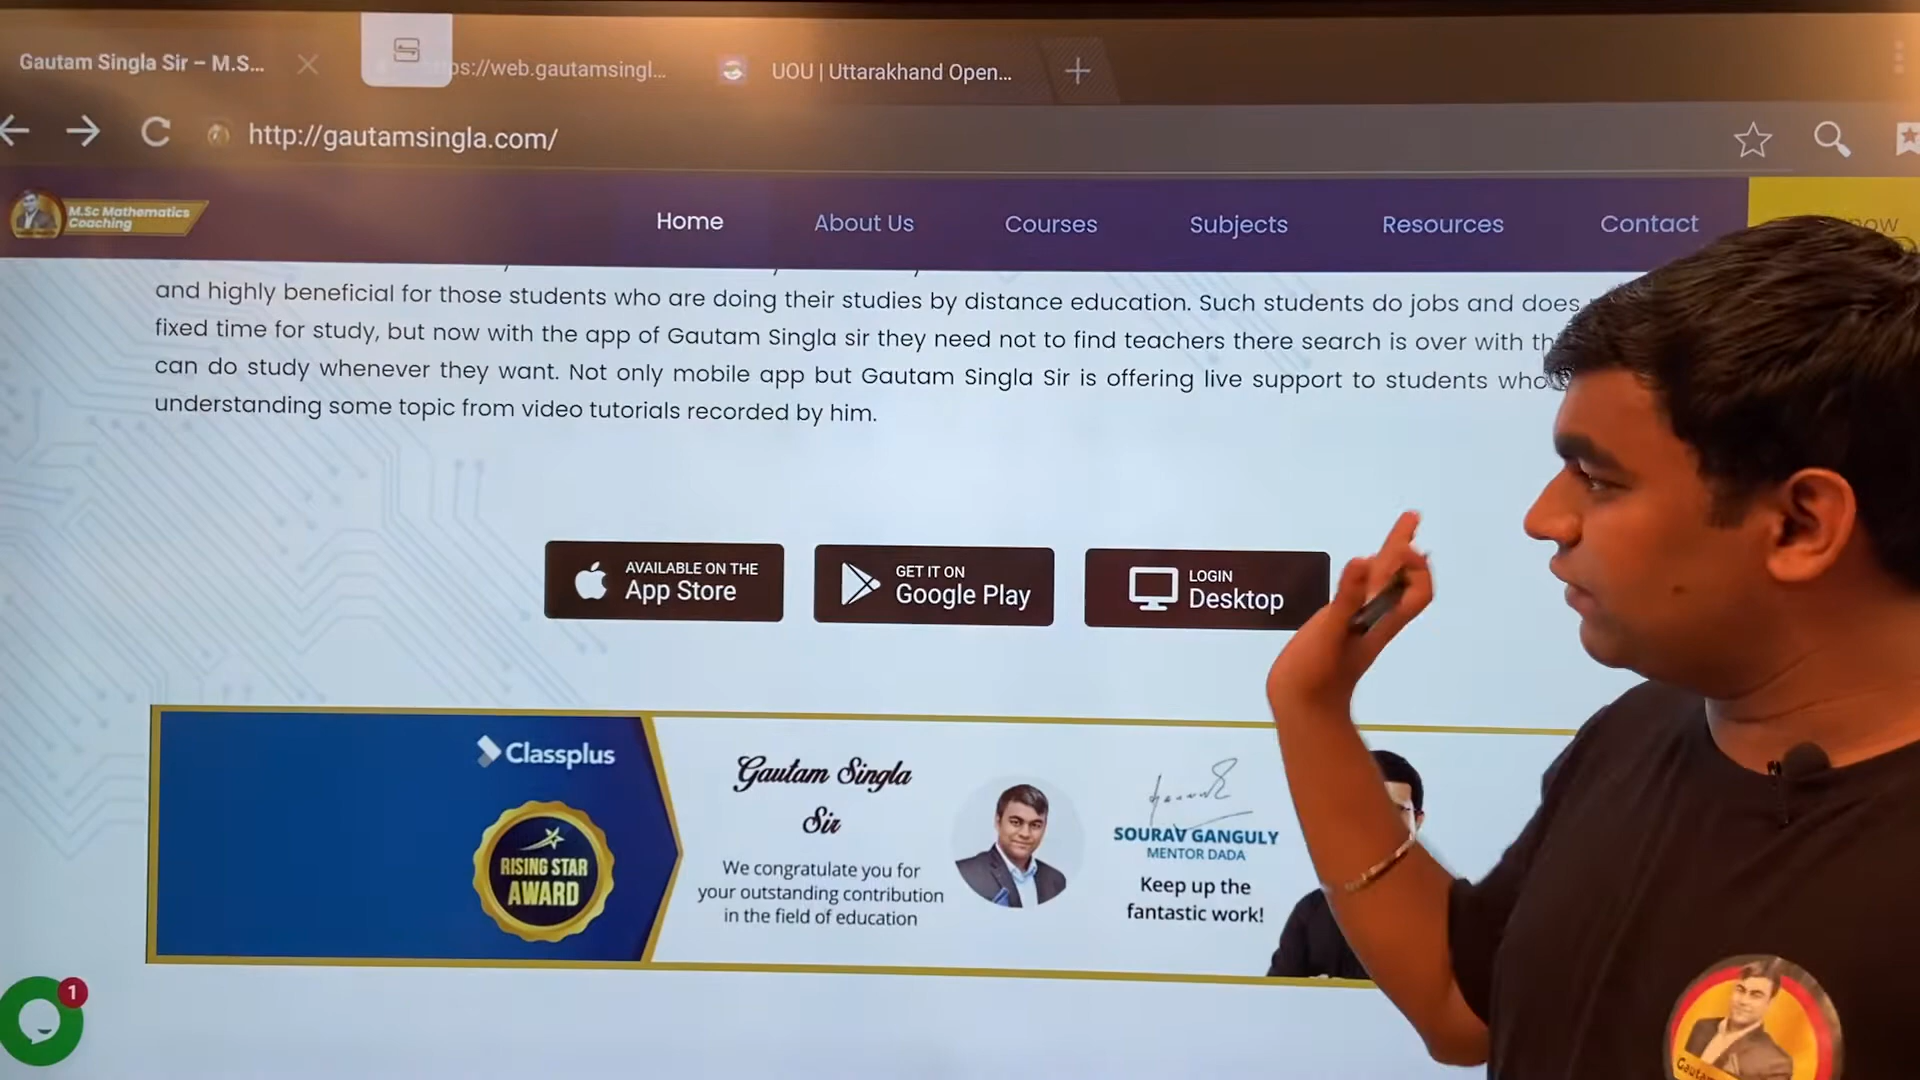 Gautam Singla Sir – M.S...
ps://web.gautamsingl...
UOU | Uttarakhand Open...
http://gautamsingla.com/
M.Sc Mathematics
Coaching
Home
About Us
Courses
Subjects
Resources
Contact
now
and highly beneficial for those students who are doing their studies by distance education. Such students do jobs and does
fixed time for study, but now with the app of Gautam Singla sir they need not to find teachers there search is over with th
can do study whenever they want. Not only mobile app but Gautam Singla Sir is offering live support to students who
understanding some topic from video tutorials recorded by him.
AVAILABLE ON THE
App Store
GET IT ON
Google Play
LOGIN
Desktop
Classplus
RISING STAR
AWARD
Gautam Singla
Sir
We congratulate you for
your outstanding contribution
in the field of education
SOURAV GANGULY
MENTOR DADA
Keep up the
fantastic work!
1